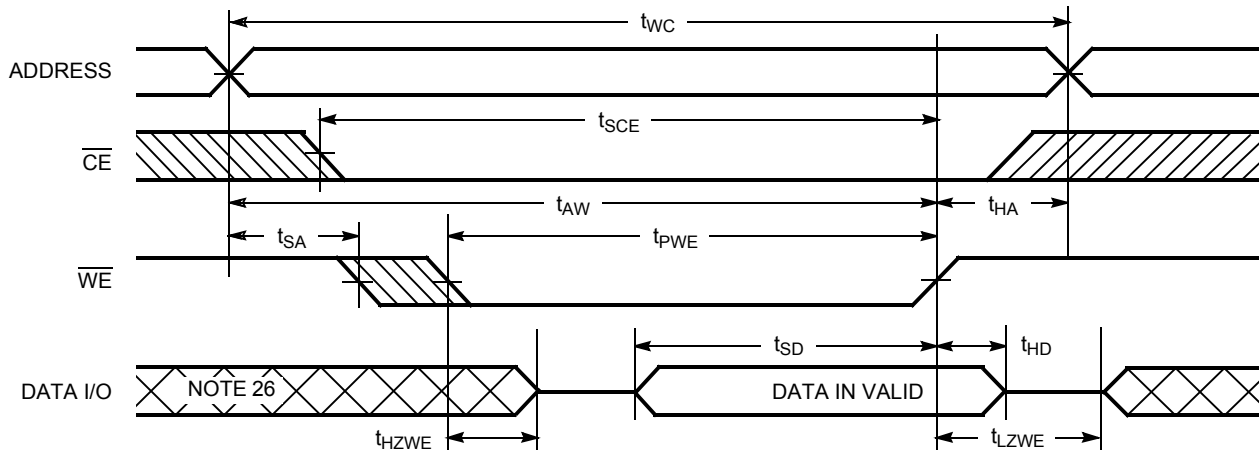 tWC
ADDRESS
tSCE
CE
tAW
tHA
tSA
tPWE
WE
tSD
tHD
DATA I/O
NOTE 26
DATA IN VALID
tHZWE
tLZWE